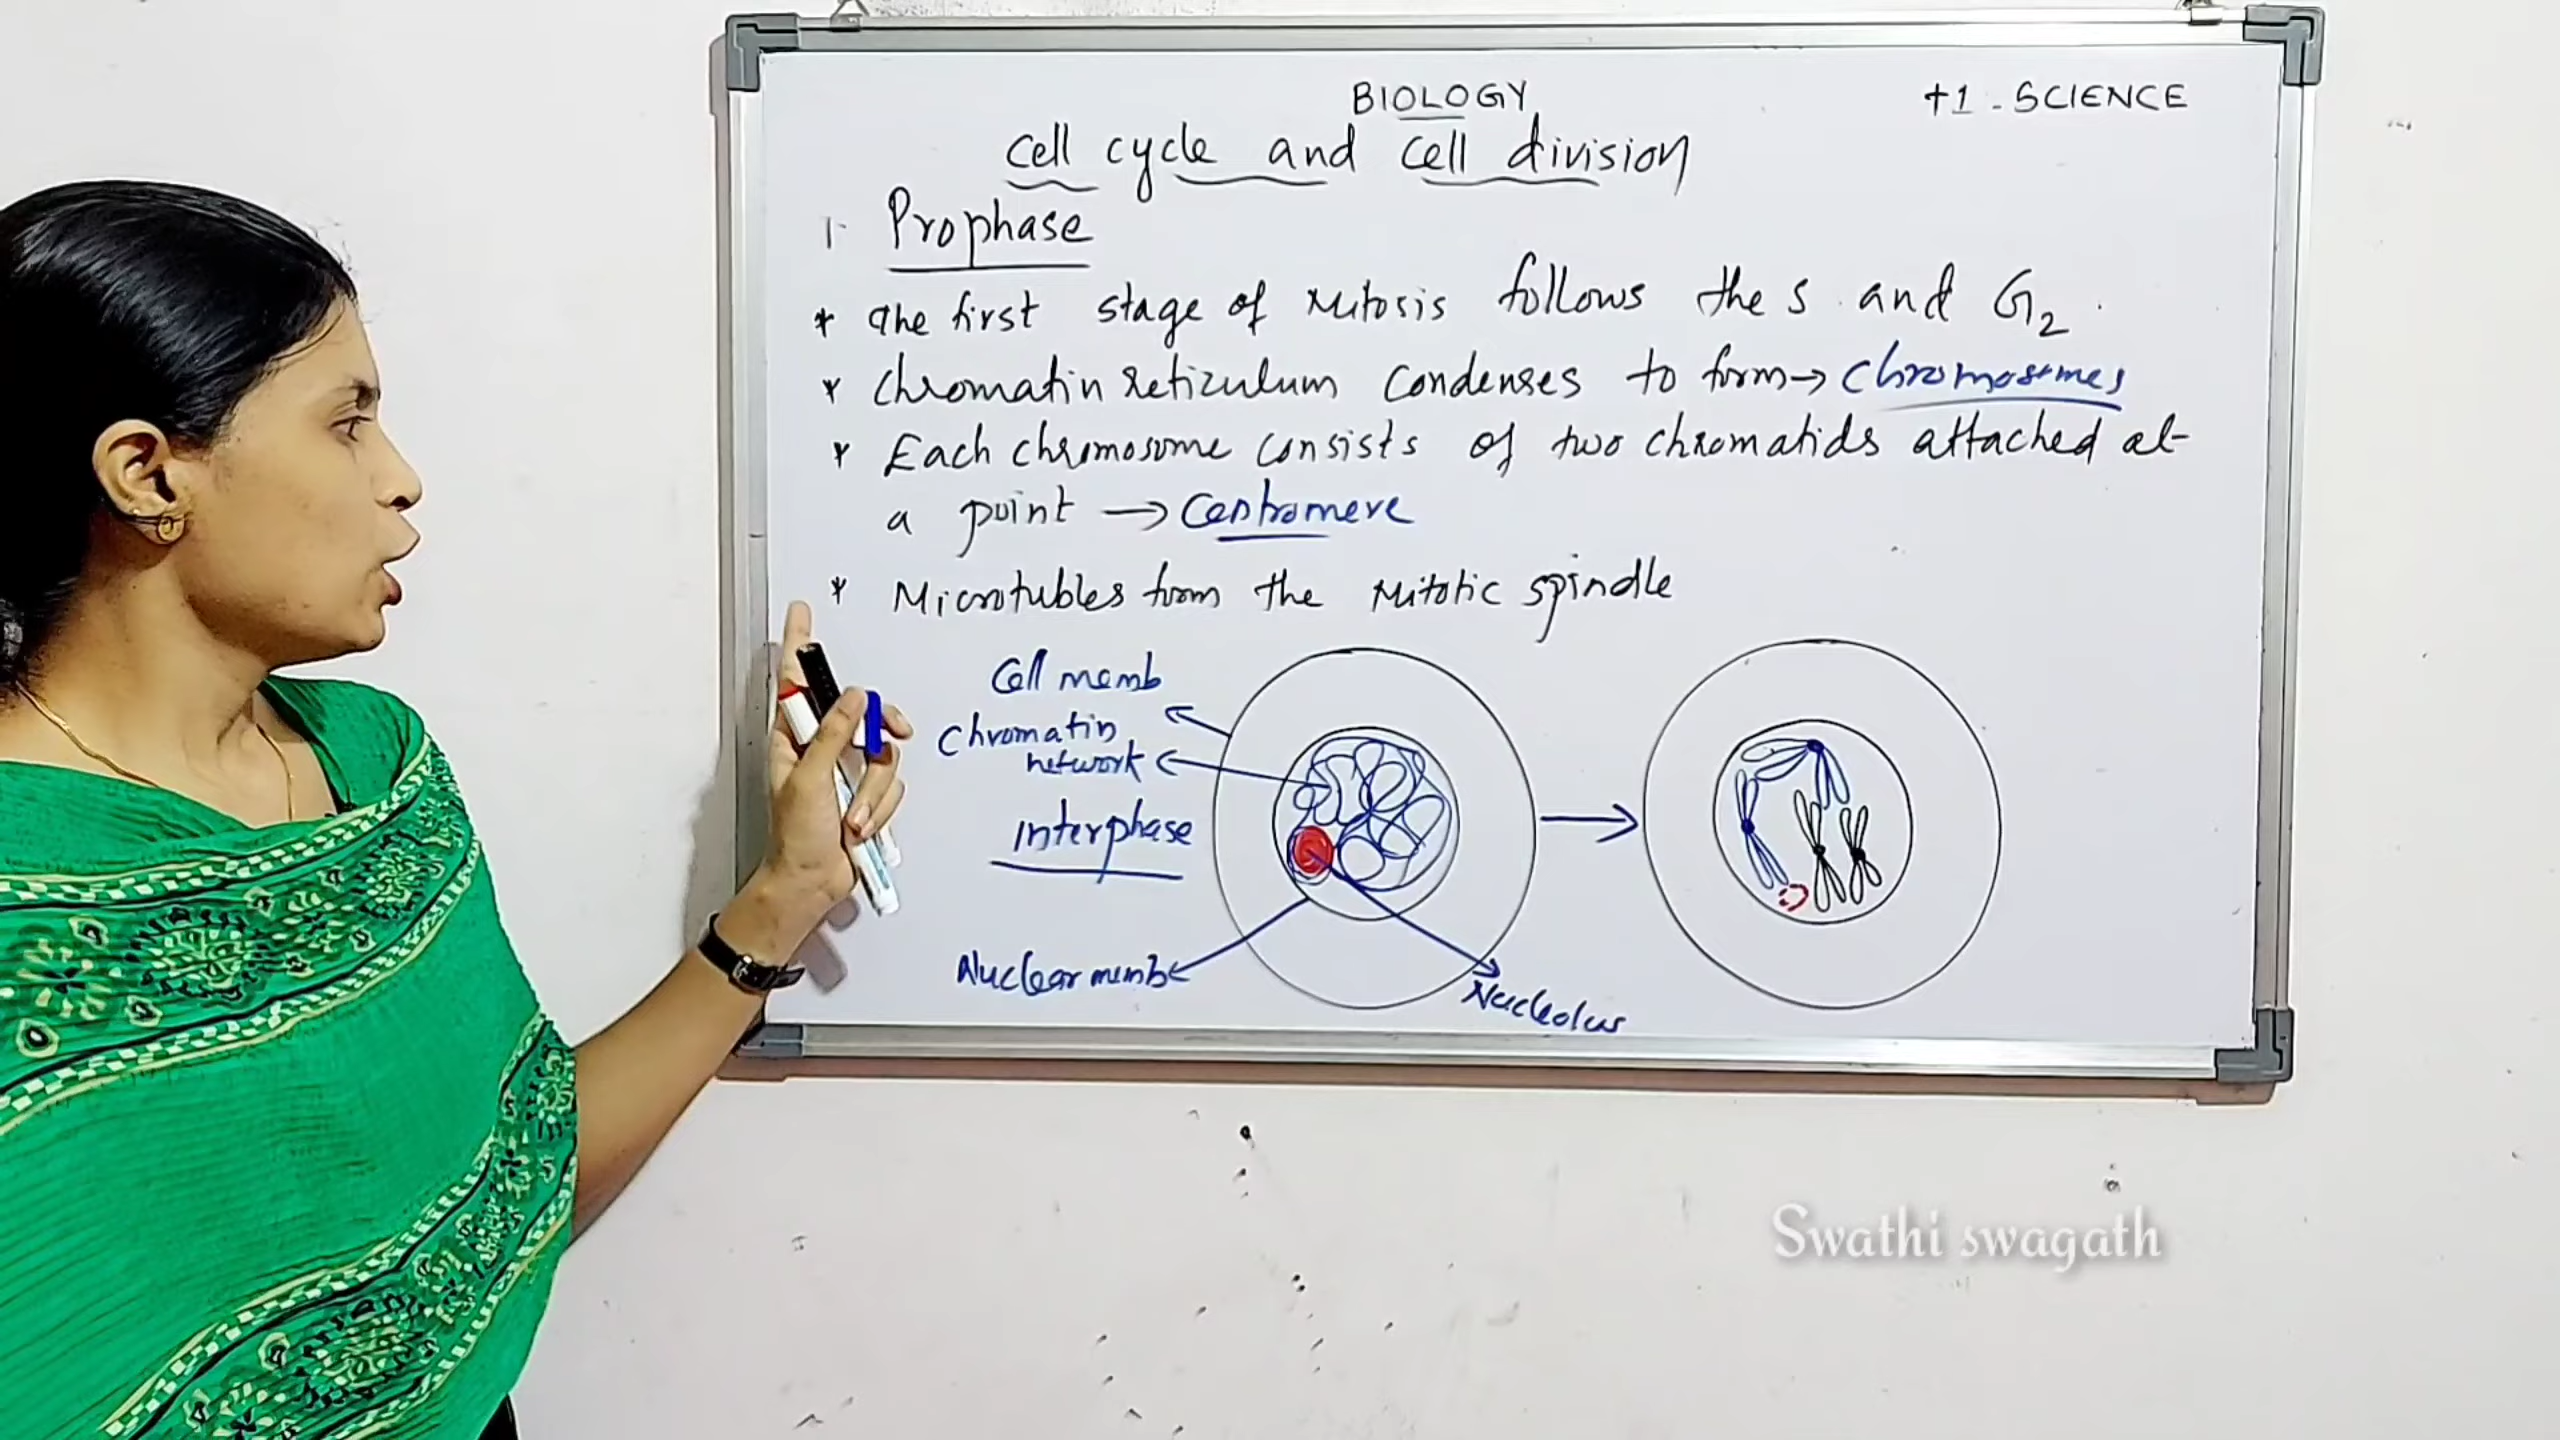 BIOLOGY
+1 - SCIENCE
Cell cycle and Cell division
1. Prophase
* The first stage of Mitosis follows the S and G2.
* Chromatin reticulum Condenses to form → Chromosomes
* Each chromosome consists of two chromatids attached at
a point → Centromere
* Microtubles form the Mitotic spindle
Cell memb
Chromatin
network
Interphase
Nuclear memb
Nucleolus
Swathi swagath